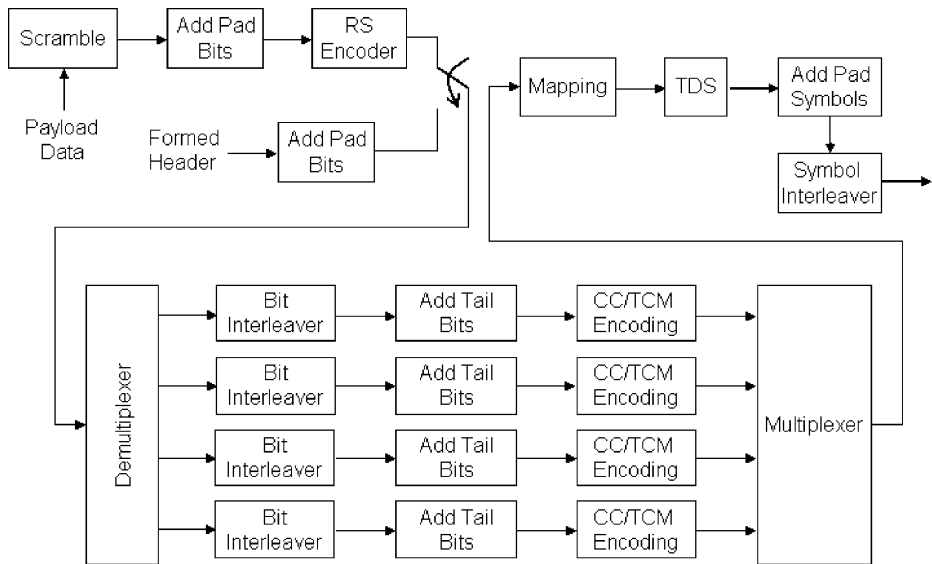 Scramble
Add Pad
Bits
RS
Encoder
Payload
Data
Formed
Header
Add Pad
Bits
Mapping
TDS
Add Pad
Symbols
Symbol
Interleaver
Demultiplexer
Bit
Interleaver
Add Tail
Bits
CC/TCM
Encoding
Bit
Interleaver
Add Tail
Bits
CC/TCM
Encoding
Bit
Interleaver
Add Tail
Bits
CC/TCM
Encoding
Bit
Interleaver
Add Tail
Bits
CC/TCM
Encoding
Multiplexer